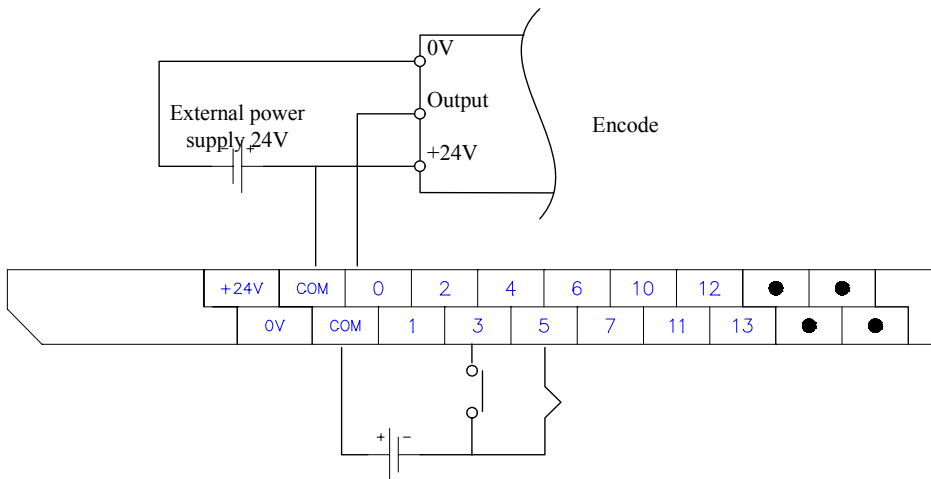 0V
Output
External power
supply 24V
- +
+24V
Encode
+24V COM 0 2 4 6 10 12 ● ●
0V COM 1 3 5 7 11 13 ● ●
+ -